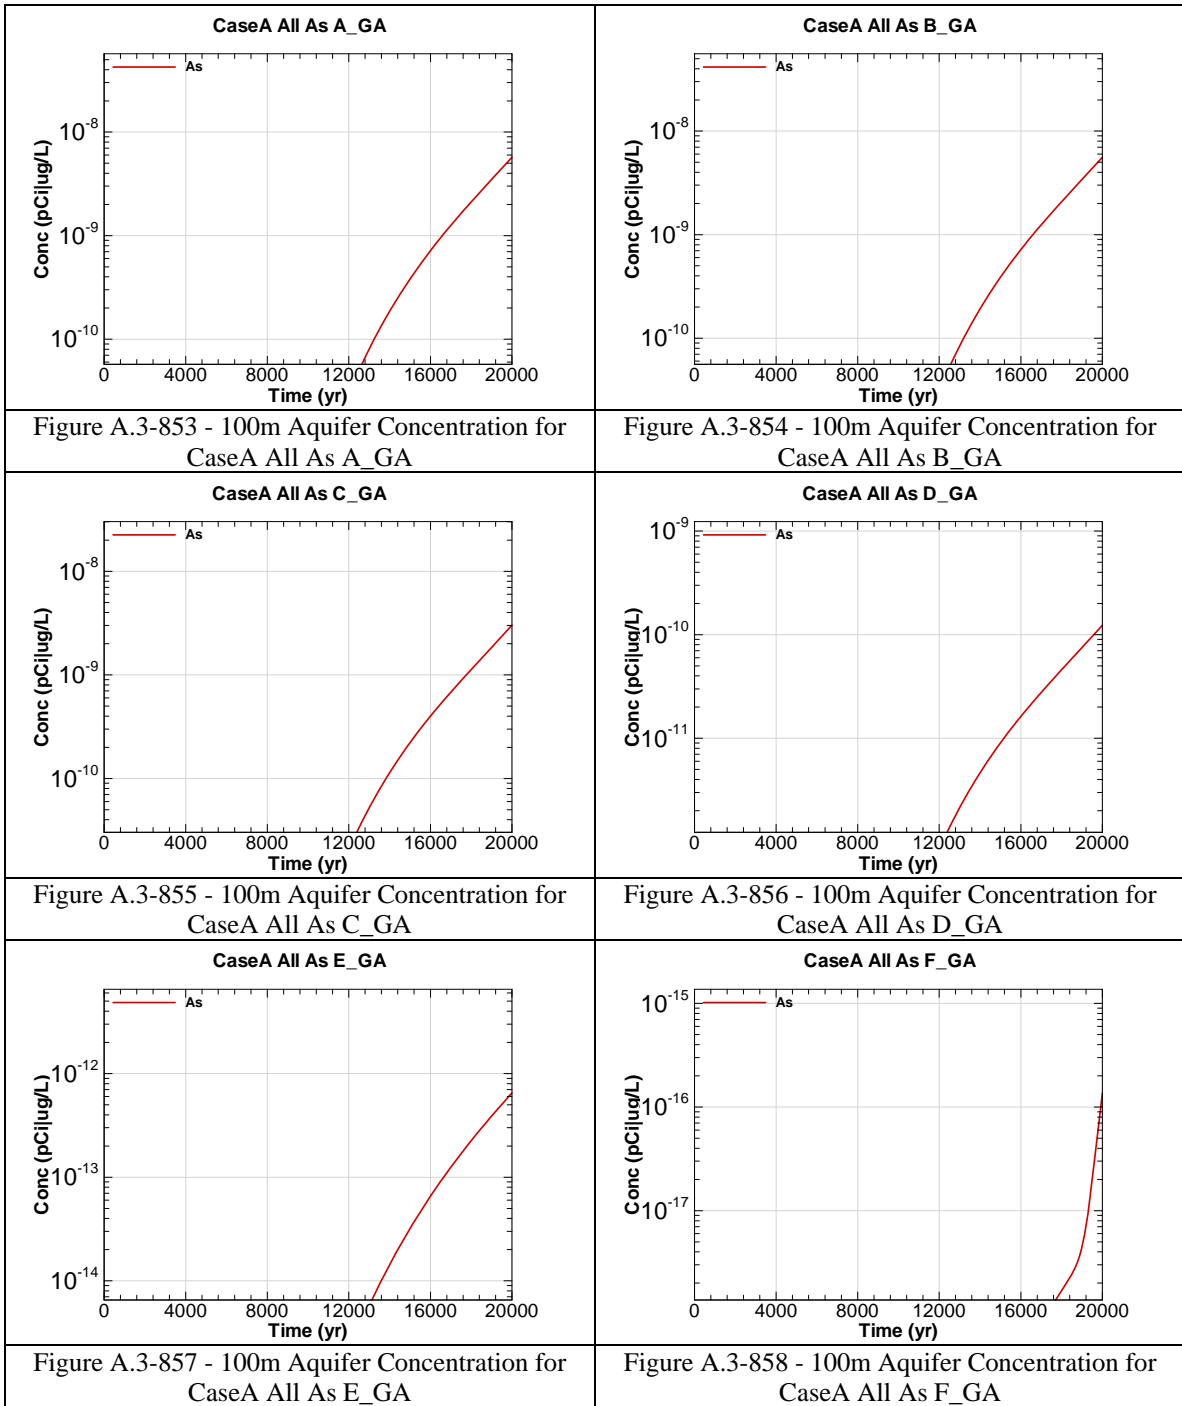 CaseA All As A_GA
As
Conc (pCi|ug/L)
10-8
10-9
10-10
0 4000 8000 12000 16000 20000
Time (yr)
Figure A.3-853 - 100m Aquifer Concentration for
CaseA All As A_GA
CaseA All As B_GA
As
Conc (pCi|ug/L)
10-8
10-9
10-10
0 4000 8000 12000 16000 20000
Time (yr)
Figure A.3-854 - 100m Aquifer Concentration for
CaseA All As B_GA
CaseA All As C_GA
As
Conc (pCi|ug/L)
10-8
10-9
10-10
0 4000 8000 12000 16000 20000
Time (yr)
Figure A.3-855 - 100m Aquifer Concentration for
CaseA All As C_GA
CaseA All As D_GA
As
Conc (pCi|ug/L)
10-9
10-10
10-11
0 4000 8000 12000 16000 20000
Time (yr)
Figure A.3-856 - 100m Aquifer Concentration for
CaseA All As D_GA
CaseA All As E_GA
As
Conc (pCi|ug/L)
10-12
10-13
10-14
0 4000 8000 12000 16000 20000
Time (yr)
Figure A.3-857 - 100m Aquifer Concentration for
CaseA All As E_GA
CaseA All As F_GA
As
Conc (pCi|ug/L)
10-15
10-16
10-17
0 4000 8000 12000 16000 20000
Time (yr)
Figure A.3-858 - 100m Aquifer Concentration for
CaseA All As F_GA